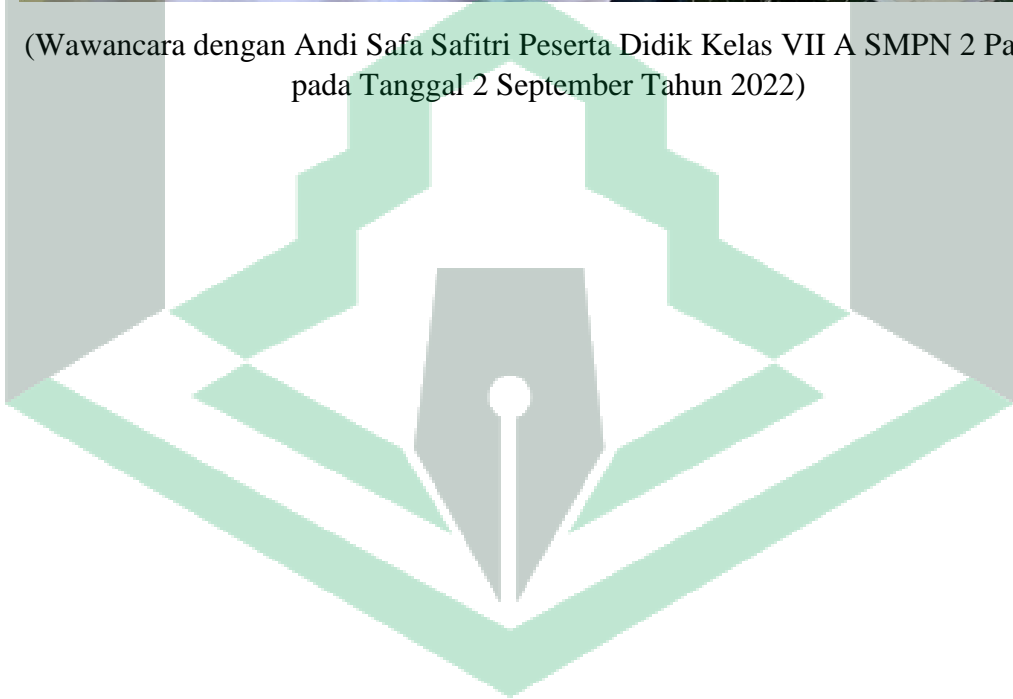 (Wawancara dengan Andi Safa Safitri Peserta Didik Kelas VII A SMPN 2
pada Tanggal 2 September Tahun 2022)